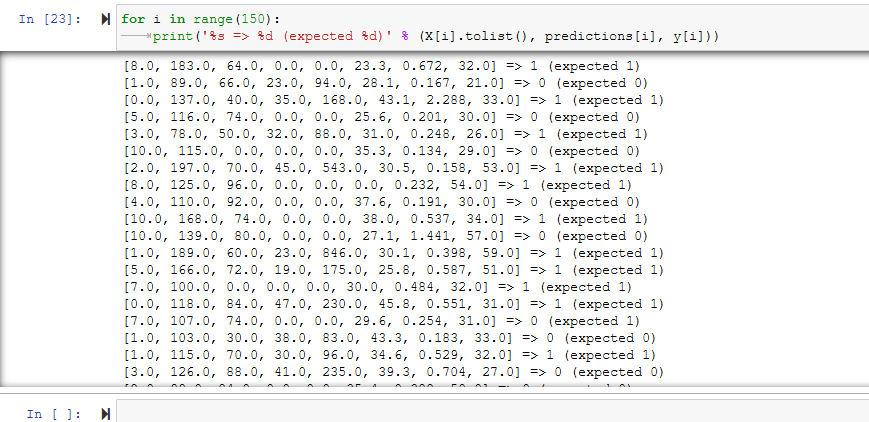 In [23]:
for i in range(150):
print('%s => %d (expected %d)' % (X[i].tolist(), predictions[i], y[i]))
[8.0, 183.0, 64.0, 0.0, 0.0, 23.3, 0.672, 32.0] => 1 (expected 1)
[1.0, 89.0, 66.0, 23.0, 94.0, 28.1, 0.167, 21.0] => 0 (expected 0)
[0.0, 137.0, 40.0, 35.0, 168.0, 43.1, 2.288, 33.0] => 1 (expected 1)
[5.0, 116.0, 74.0, 0.0, 0.0, 25.6, 0.201, 30.0] => 0 (expected 0)
[3.0, 78.0, 50.0, 32.0, 88.0, 31.0, 0.248, 26.0] => 1 (expected 1)
[10.0, 115.0, 0.0, 0.0, 0.0, 35.3, 0.134, 29.0] => 0 (expected 0)
[2.0, 197.0, 70.0, 45.0, 543.0, 30.5, 0.158, 53.0] => 1 (expected 1)
[8.0, 125.0, 96.0, 0.0, 0.0, 0.0, 0.232, 54.0] => 1 (expected 1)
[4.0, 110.0, 92.0, 0.0, 0.0, 37.6, 0.191, 30.0] => 0 (expected 0)
[10.0, 168.0, 74.0, 0.0, 0.0, 38.0, 0.537, 34.0] => 1 (expected 1)
[10.0, 139.0, 80.0, 0.0, 0.0, 27.1, 1.441, 57.0] => 0 (expected 0)
[1.0, 189.0, 60.0, 23.0, 846.0, 30.1, 0.398, 59.0] => 1 (expected 1)
[5.0, 166.0, 72.0, 19.0, 175.0, 25.8, 0.587, 51.0] => 1 (expected 1)
[7.0, 100.0, 0.0, 0.0, 0.0, 30.0, 0.484, 32.0] => 1 (expected 1)
[0.0, 118.0, 84.0, 47.0, 230.0, 45.8, 0.551, 31.0] => 1 (expected 1)
[7.0, 107.0, 74.0, 0.0, 0.0, 29.6, 0.254, 31.0] => 0 (expected 1)
[1.0, 103.0, 30.0, 38.0, 83.0, 43.3, 0.183, 33.0] => 0 (expected 0)
[1.0, 115.0, 70.0, 30.0, 96.0, 34.6, 0.529, 32.0] => 1 (expected 1)
[3.0, 126.0, 88.0, 41.0, 235.0, 39.3, 0.704, 27.0] => 0 (expected 0)
In [ ]: